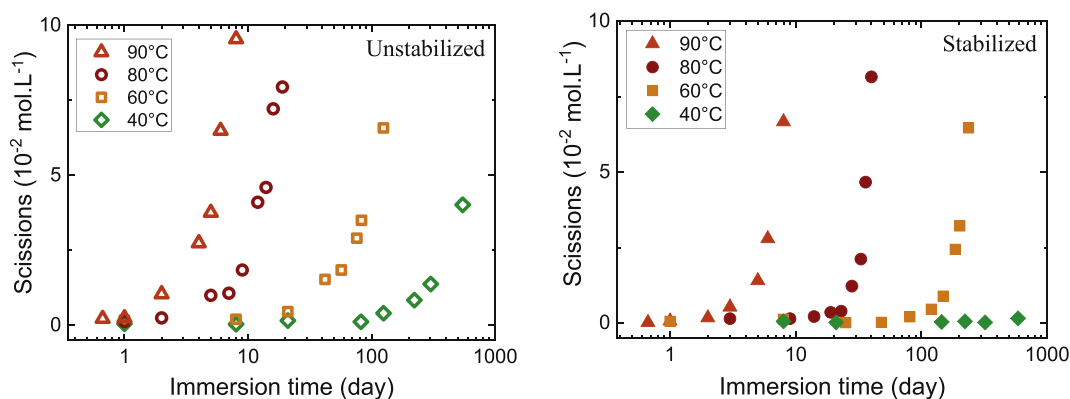 10
Unstabilized
90°C
80°C
60°C
40°C
5
0
1
10
100
1000
Scissions (10⁻² mol.L⁻¹)
Immersion time (day)
10
Stabilized
90°C
80°C
60°C
40°C
5
0
1
10
100
1000
Scissions (10⁻² mol.L⁻¹)
Immersion time (day)